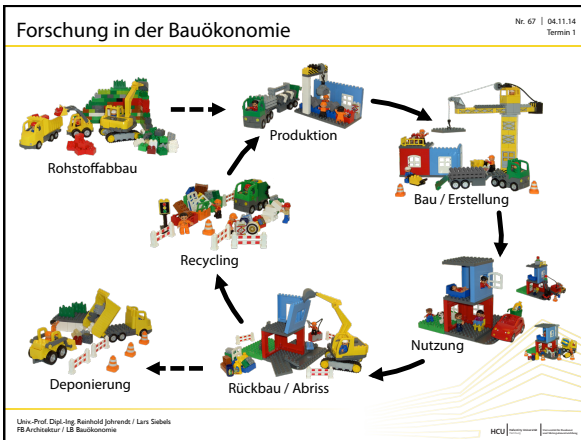 Forschung in der Bauökonomie
Nr. 67 | 04.11.14
Termin 1
Rohstoffabbau
Produktion
Bau / Erstellung
Recycling
Nutzung
Deponierung
Rückbau / Abriss
Univ.-Prof. Dipl.-Ing. Reinhold Johrendt / Lars Siebels
FB Architektur / LB Bauökonomie
HCU